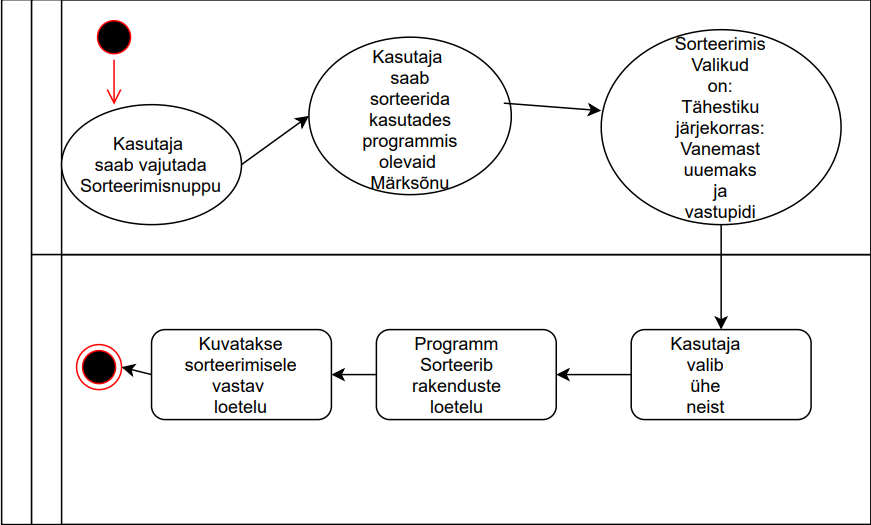 Kasutaja
saab vajutada
Sorteerimisnuppu
Kasutaja
saab
sorteerida
kasutades
programmis
olevaid
Märksõnu
Sorteerimis
Valikud
on:
Tähestiku
järjekorras:
Vanemast
uuemaks
ja
vastupidi
Kasutaja
valib
ühe
neist
Programm
Sorteerib
rakenduste
loetelu
Kuvatakse
sorteerimisele
vastav
loetelu